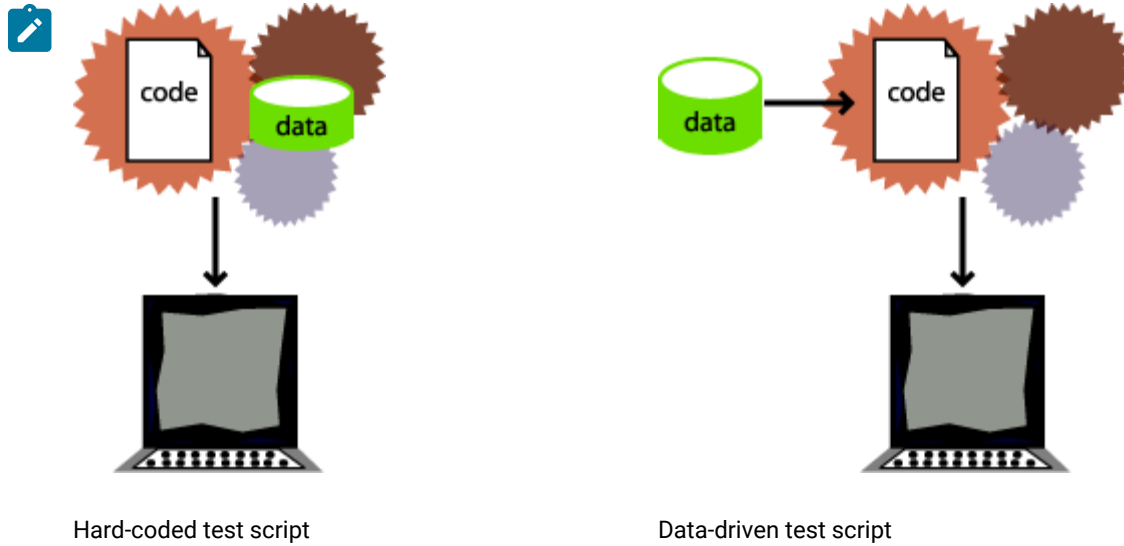 code
data
data
code
Hard-coded test script
Data-driven test script